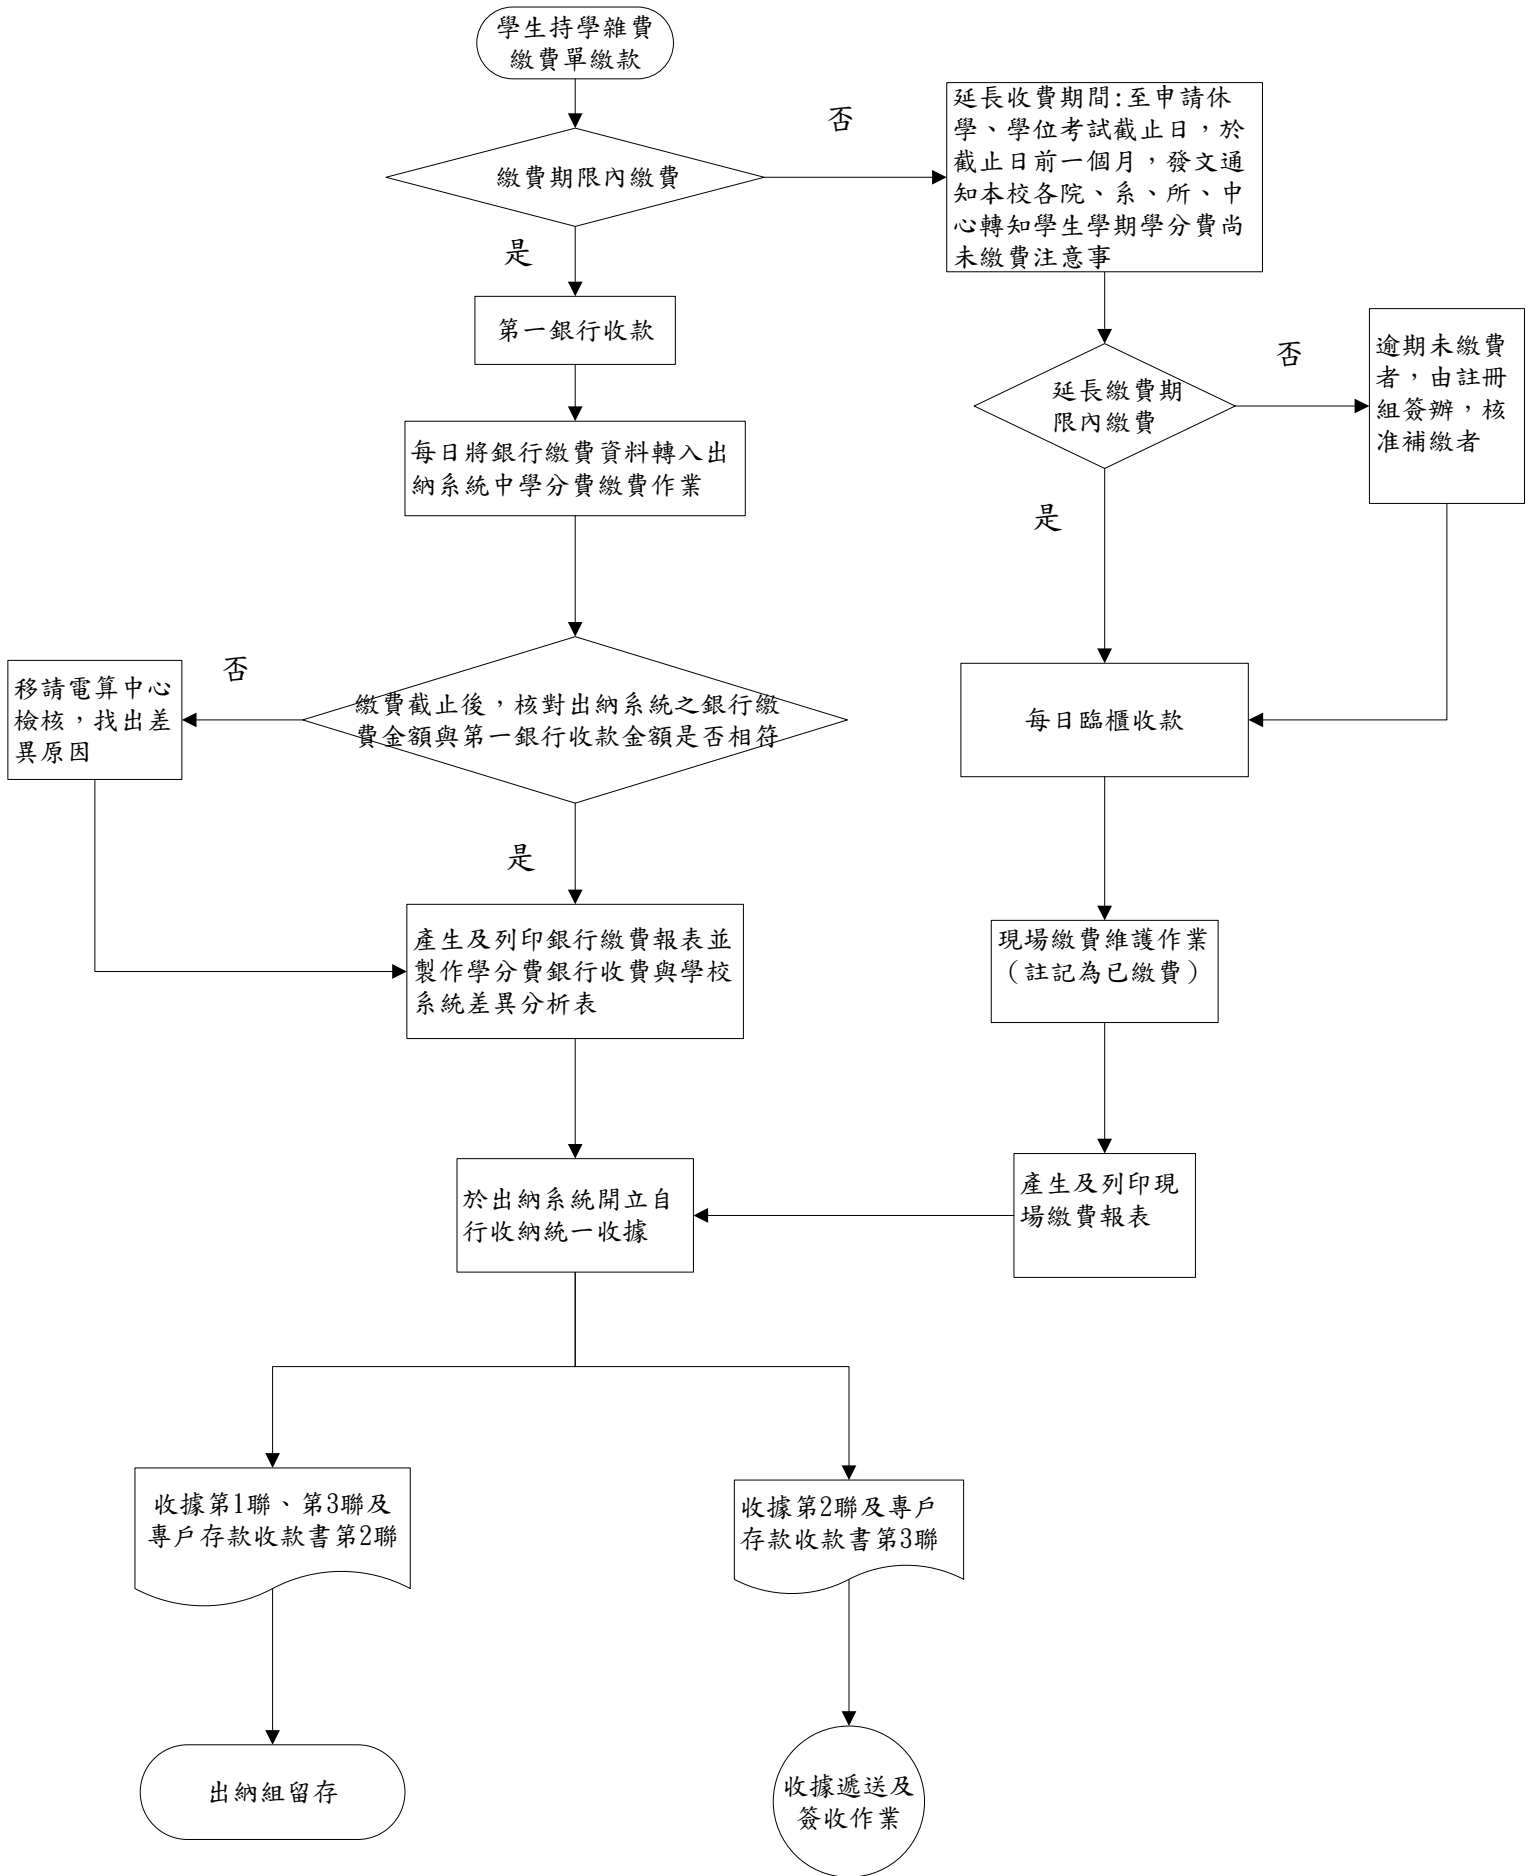 學生持學雜費
繳費單繳款
繳費期限內繳費
否
延長收費期間:至申請休
學、學位考試截止日，於
截止日前一個月，發文通
知本校各院、系、所、中
心轉知學生學期學分費尚
未繳費注意事
是
第一銀行收款
延長繳費期
限內繳費
否
逾期未繳費
者，由註冊
組簽辦，核
准補繳者
每日將銀行繳費資料轉入出
納系統中學分費繳費作業
是
繳費截止後，核對出納系統之銀行繳
費金額與第一銀行收款金額是否相符
否
移請電算中心
檢核，找出差
異原因
每日臨櫃收款
是
產生及列印銀行繳費報表並
製作學分費銀行收費與學校
系統差異分析表
現場繳費維護作業
（註記為已繳費）
於出納系統開立自
行收納統一收據
產生及列印現
場繳費報表
收據第1聯、第3聯及
專戶存款收款書第2聯
收據第2聯及專戶
存款收款書第3聯
出納組留存
收據遞送及
簽收作業